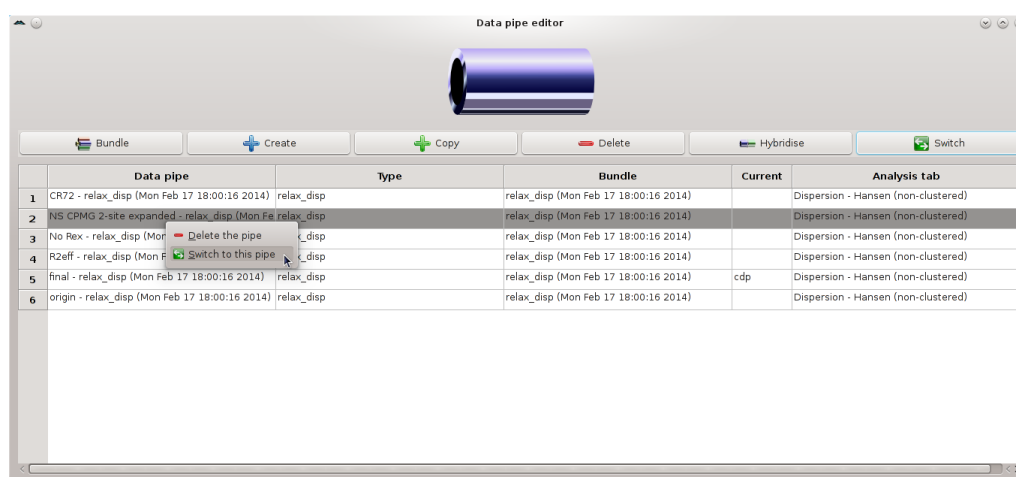 Data pipe editor
Bundle Create Copy Delete Hybridise Switch
Data pipe Type Bundle Current Analysis tab
1 CR72 - relax_disp (Mon Feb 17 18:00:16 2014) relax_disp relax_disp (Mon Feb 17 18:00:16 2014) Dispersion - Hansen (non-clustered)
2 NS CPMG 2-site expanded - relax_disp (Mon Fe relax_disp relax_disp (Mon Feb 17 18:00:16 2014) Dispersion - Hansen (non-clustered)
3 No Rex - relax_disp (Mon _disp relax_disp (Mon Feb 17 18:00:16 2014) Dispersion - Hansen (non-clustered)
Delete the pipe
4 R2eff - relax_disp (Mon F _disp relax_disp (Mon Feb 17 18:00:16 2014) Dispersion - Hansen (non-clustered)
Switch to this pipe
5 final - relax_disp (Mon Feb 17 18:00:16 2014) relax_disp relax_disp (Mon Feb 17 18:00:16 2014) cdp Dispersion - Hansen (non-clustered)
6 origin - relax_disp (Mon Feb 17 18:00:16 2014) relax_disp relax_disp (Mon Feb 17 18:00:16 2014) Dispersion - Hansen (non-clustered)